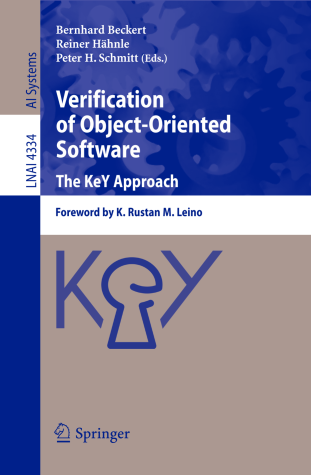 Bernhard Beckert
Reiner Hähnle
Peter H. Schmitt (Eds.)
LNAI 4334
AI Systems
Verification
of Object-Oriented
Software
The KeY Approach
Foreword by K. Rustan M. Leino
KeY
Springer